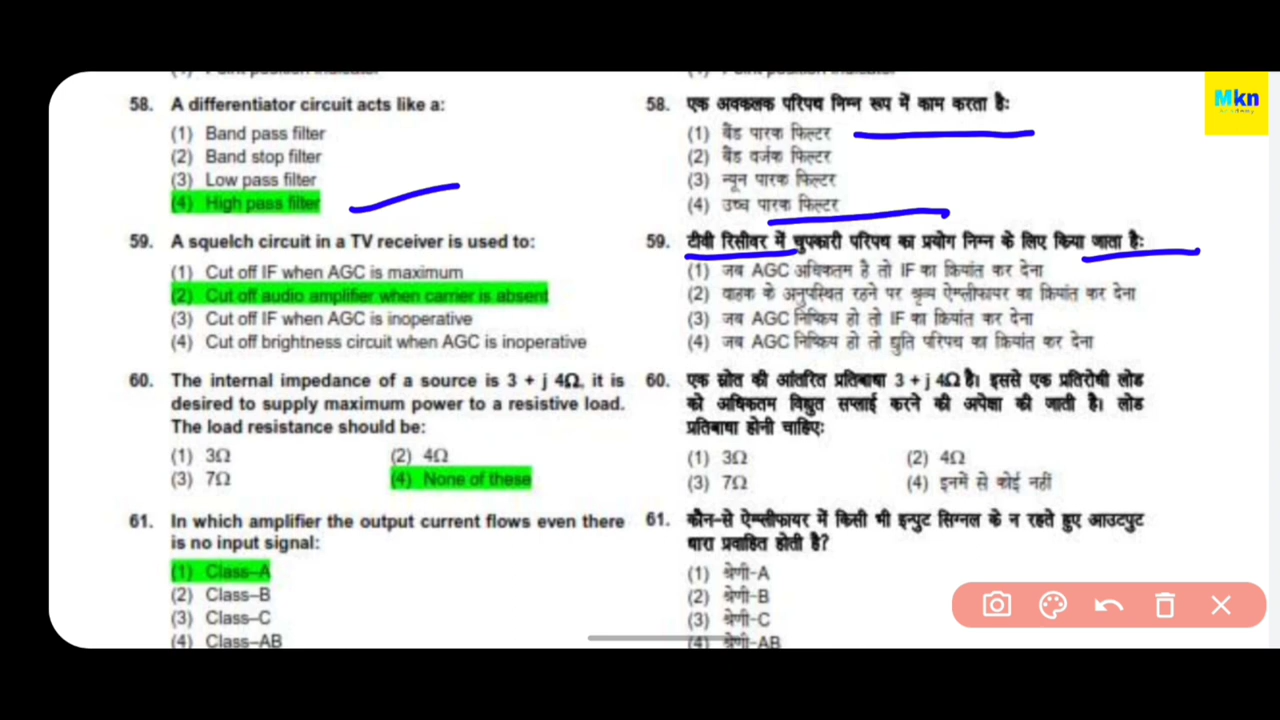 58. A differentiator circuit acts like a:
(1) Band pass filter
(2) Band stop filter
(3) Low pass filter
(4) High pass filter
59. A squelch circuit in a TV receiver is used to:
(1) Cut off IF when AGC is maximum
(2) Cut off audio amplifier when carrier is absent
(3) Cut off IF when AGC is inoperative
(4) Cut off brightness circuit when AGC is inoperative
60. The internal impedance of a source is 3 + j 4Ω, it is
desired to supply maximum power to a resistive load.
The load resistance should be:
(1) 3Ω (2) 4Ω
(3) 7Ω (4) None of these
61. In which amplifier the output current flows even there
is no input signal:
(1) Class–A
(2) Class–B
(3) Class–C
(4) Class–AB
58. एक अवकलक परिपथ निम्न रूप में काम करता है:
(1) बैंड पारक फिल्टर
(2) बैंड वर्जक फिल्टर
(3) न्यून पारक फिल्टर
(4) उच्च पारक फिल्टर
59. टीवी रिसीवर में चुपकारी परिपथ का प्रयोग निम्न के लिए किया जाता है:
(1) जब AGC अधिकतम है तो IF का क्रियांत कर देना
(2) वाहक के अनुपस्थित रहने पर श्रव्य ऐम्प्लीफायर का क्रियांत कर देना
(3) जब AGC निष्क्रिय हो तो IF का क्रियांत कर देना
(4) जब AGC निष्क्रिय हो तो द्युति परिपथ का क्रियांत कर देना
60. एक स्रोत की आंतरित प्रतिबाधा 3 + j 4Ω है। इससे एक प्रतिरोधी लोड
को अधिकतम विद्युत सप्लाई करने की अपेक्षा की जाती है। लोड
प्रतिबाधा होनी चाहिए:
(1) 3Ω (2) 4Ω
(3) 7Ω (4) इनमें से कोई नहीं
61. कौन-से ऐम्प्लीफायर में किसी भी इन्पुट सिग्नल के न रहते हुए आउटपुट
धारा प्रवाहित होती है?
(1) श्रेणी-A
(2) श्रेणी-B
(3) श्रेणी-C
(4) श्रेणी-AB
Mkn